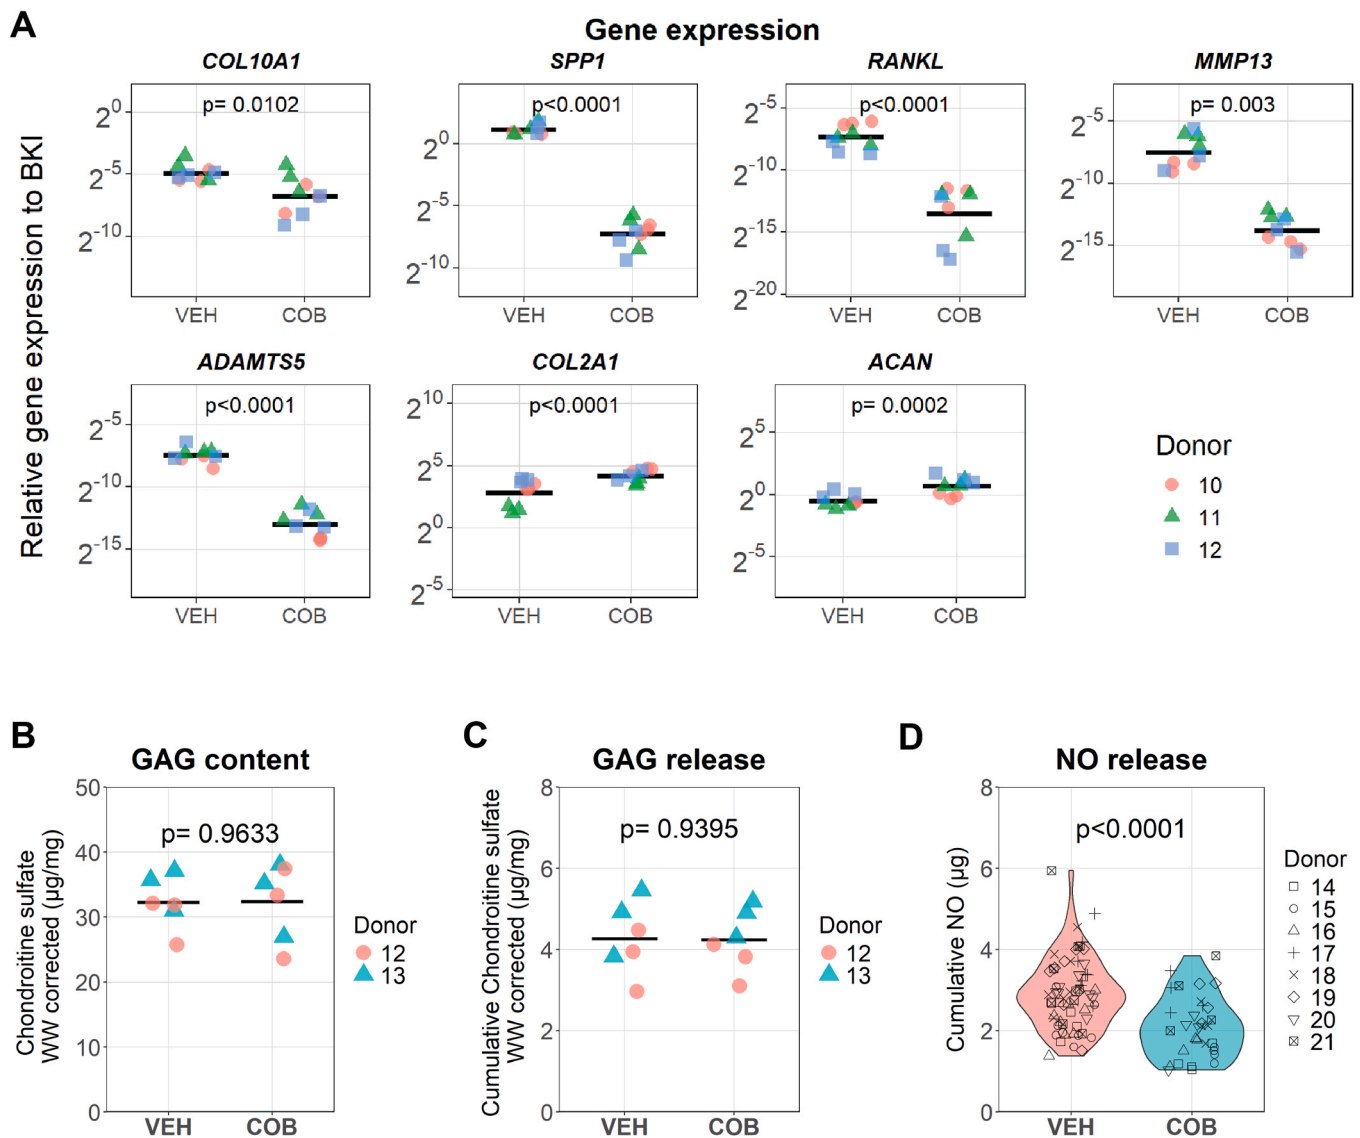 A
Gene expression
Relative gene expression to BKI
COL10A1
SPP1
RANKL
MMP13
p= 0.0102
p<0.0001
p<0.0001
p= 0.003
2^0
2^-5
2^-10
2^0
2^-5
2^-10
2^-5
2^-10
2^-15
2^-20
2^-5
2^-10
2^-15
VEH COB
VEH COB
VEH COB
VEH COB
ADAMTS5
COL2A1
ACAN
p<0.0001
p<0.0001
p= 0.0002
2^-5
2^-10
2^-15
2^10
2^5
2^0
2^-5
2^5
2^0
2^-5
VEH COB
VEH COB
VEH COB
Donor
10
11
12
B
GAG content
Chondroitine sulfate
WW corrected (µg/mg)
50
40
30
20
10
0
p= 0.9633
VEH COB
Donor
12
13
C
GAG release
Cumulative Chondroitine sulfate
WW corrected (µg/mg)
8
6
4
2
0
p= 0.9395
VEH COB
Donor
12
13
D
NO release
Cumulative NO (µg)
8
6
4
2
0
p<0.0001
VEH COB
Donor
14
15
16
17
18
19
20
21